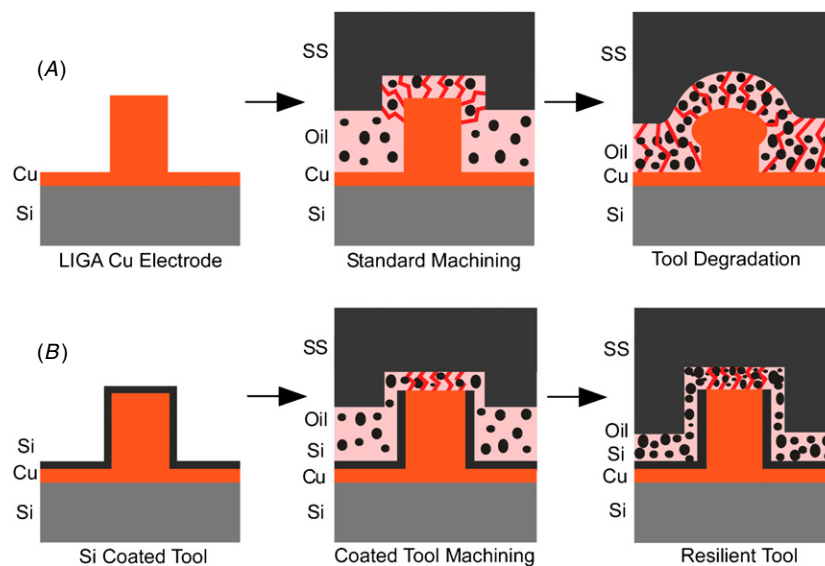 (A)
Cu
Si
LIGA Cu Electrode
SS
Oil
Cu
Si
Standard Machining
SS
Oil
Cu
Si
Tool Degradation
(B)
Si
Cu
Si
Si Coated Tool
SS
Oil
Si
Cu
Si
Coated Tool Machining
SS
Oil
Si
Cu
Si
Resilient Tool